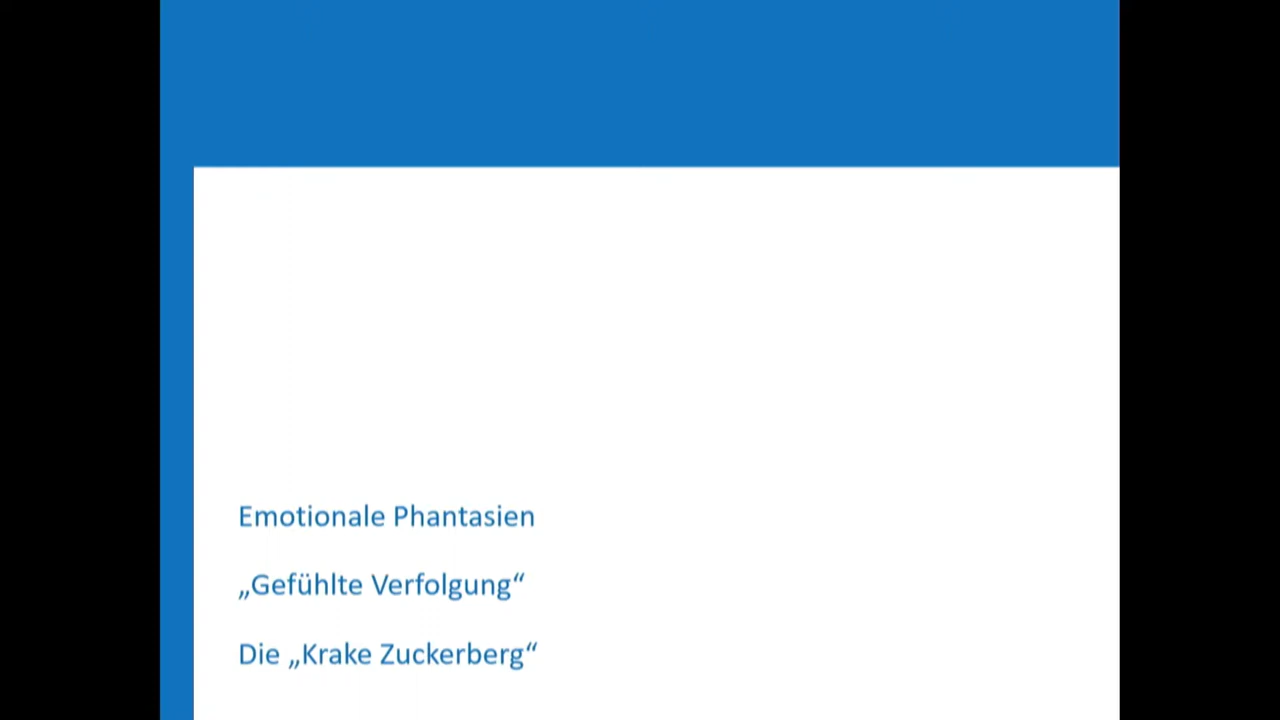 Emotionale Phantasien
„Gefühlte Verfolgung“
Die „Krake Zuckerberg“